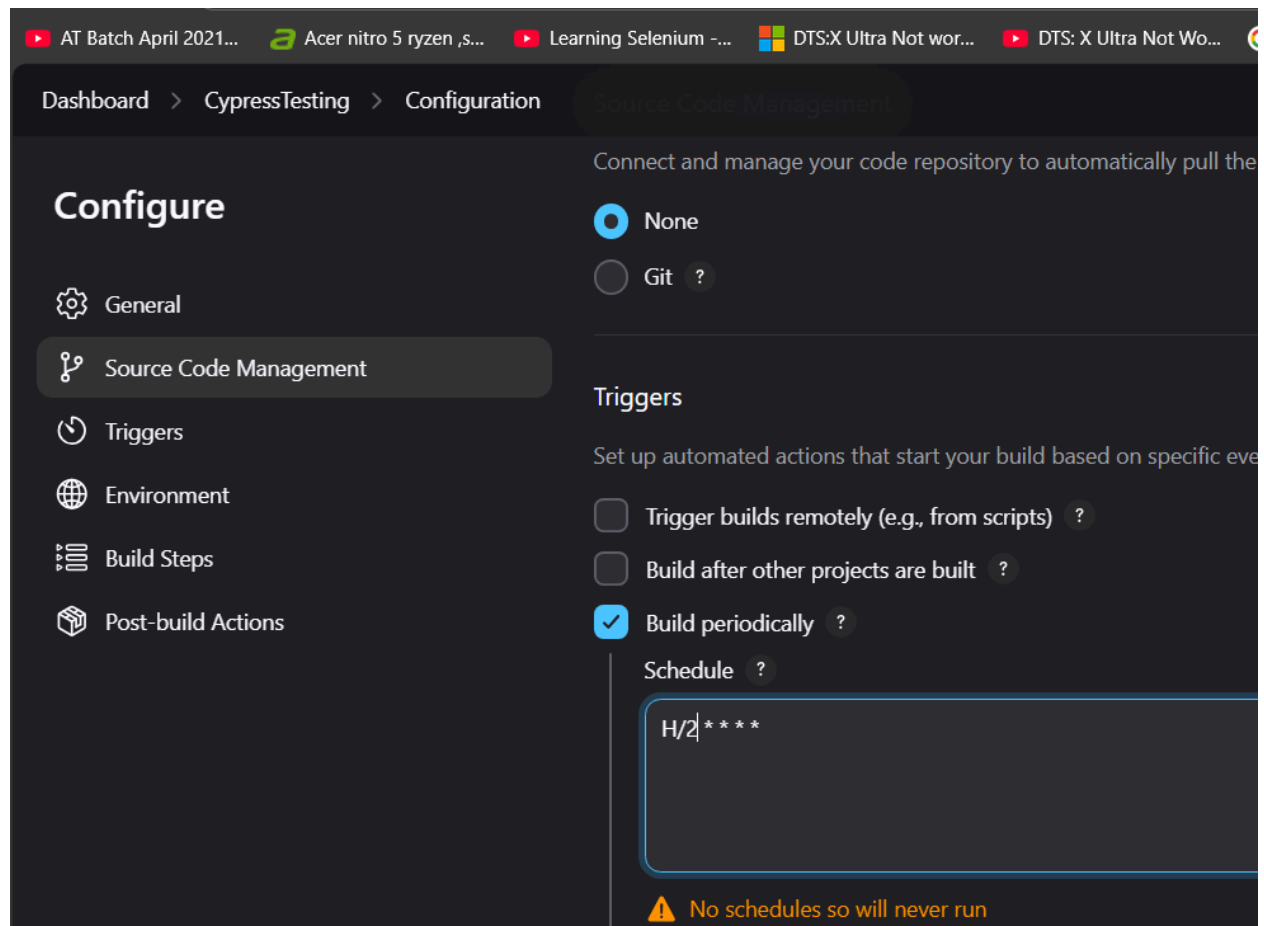 AT Batch April 2021...
Acer nitro 5 ryzen ,s...
Learning Selenium -...
DTS:X Ultra Not wor...
DTS: X Ultra Not Wo...
Dashboard > CypressTesting > Configuration
Source Code Management
Connect and manage your code repository to automatically pull the
Configure
None
Git ?
General
Source Code Management
Triggers
Environment
Build Steps
Post-build Actions
Triggers
Set up automated actions that start your build based on specific eve
Trigger builds remotely (e.g., from scripts) ?
Build after other projects are built ?
Build periodically ?
Schedule ?
H/2 * * * *
No schedules so will never run